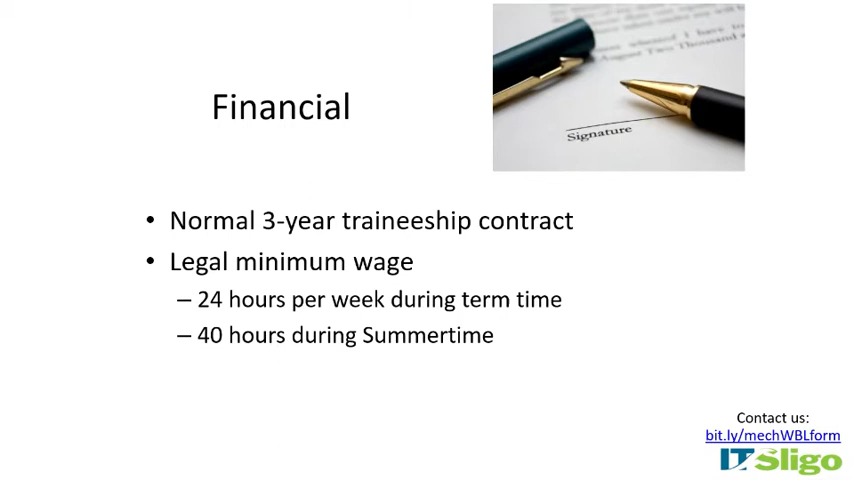 Financial
Signature
• Normal 3-year traineeship contract
• Legal minimum wage
– 24 hours per week during term time
– 40 hours during Summertime
Contact us:
bit.ly/mechWBLform
IT Sligo